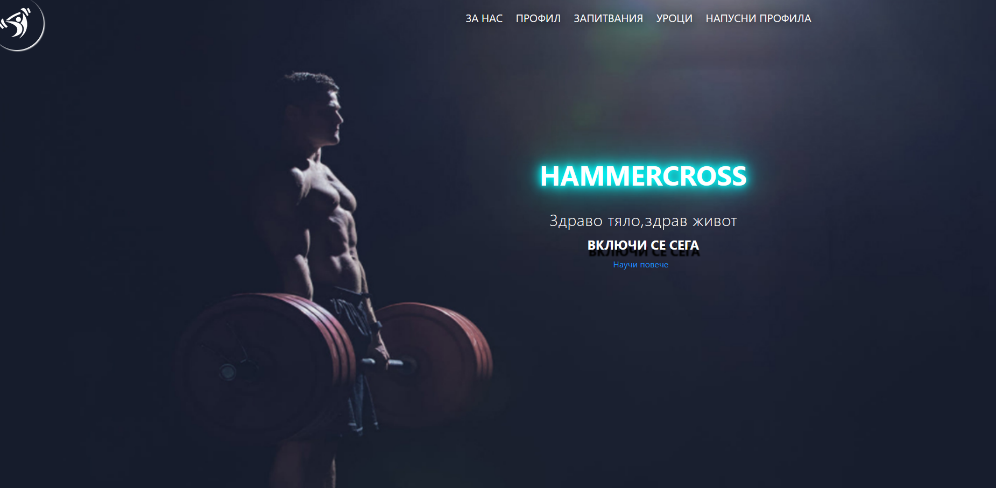 ЗА НАС ПРОФИЛ ЗАПИТВАНИЯ УРОЦИ НАПУСНИ ПРОФИЛА
HAMMERCROSS
Здраво тяло,здрав живот
ВКЛЮЧИ СЕ СЕГА
Научи повече